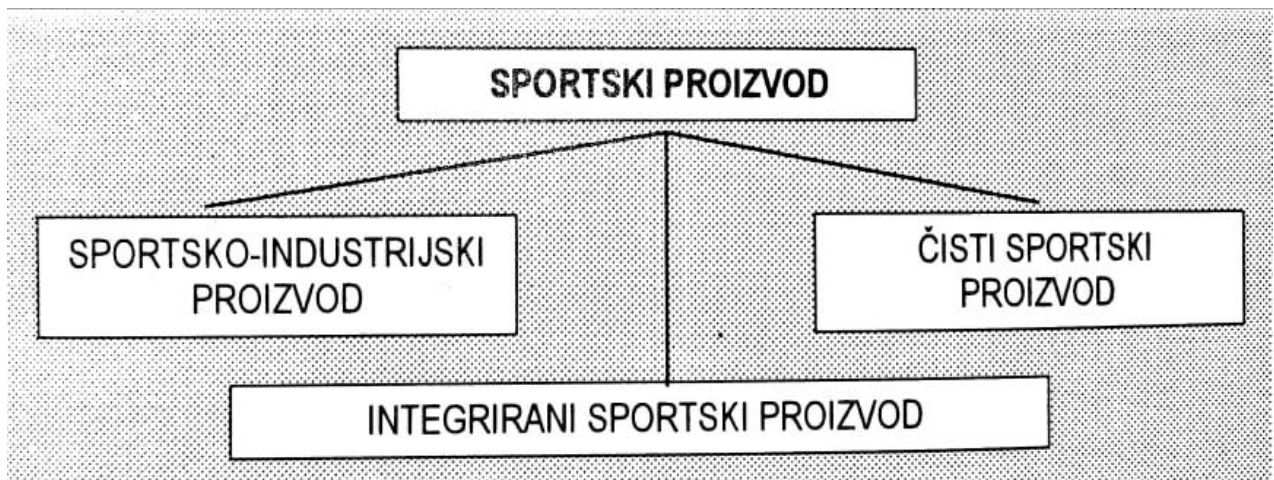 SPORTSKI PROIZVOD
SPORTSKO-INDUSTRIJSKI
PROIZVOD
ČISTI SPORTSKI
PROIZVOD
INTEGRIRANI SPORTSKI PROIZVOD